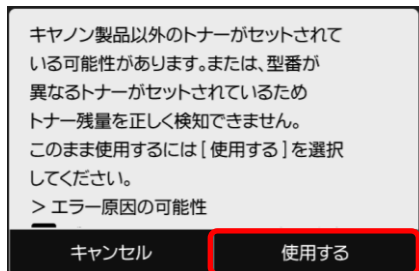 キヤノン製品以外のトナーがセットされて
いる可能性があります。または、型番が
異なるトナーがセットされているため
トナー残量を正しく検知できません。
このまま使用するには[使用する]を選択
してください。
＞エラー原因の可能性
キャンセル
使用する